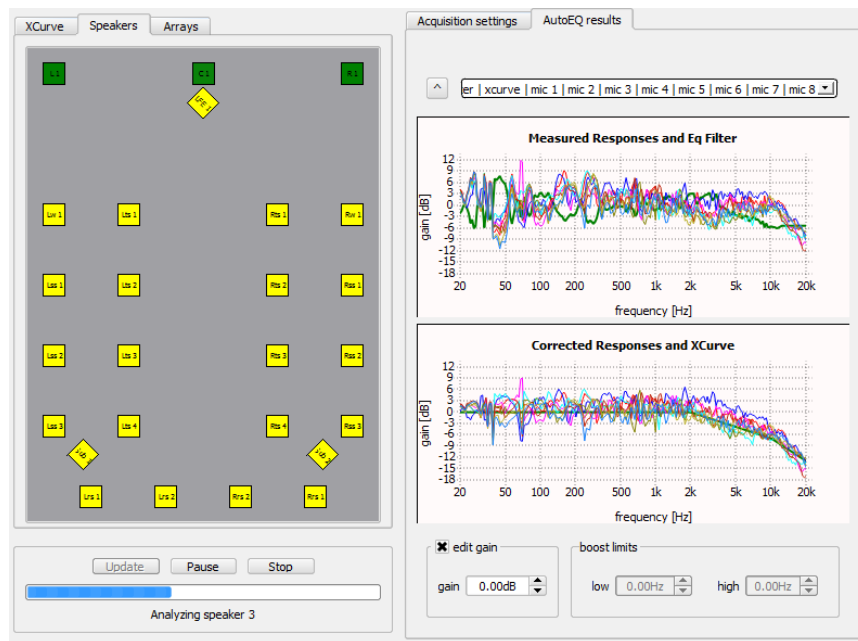 XCurve Speakers Arrays
L 1 C 1 R 1
LFE 1
Lw 1 Lts 1 Rts 1 Rw 1
Lss 1 Lts 2 Rts 2 Rss 1
Lss 2 Lts 3 Rts 3 Rss 2
Lss 3 Lts 4 Rts 4 Rss 3
Sub 2
Lrs 1 Lrs 2 Rrs 2 Rrs 1
Update Pause Stop
Analyzing speaker 3
Acquisition settings AutoEQ results
^ er | xcurve | mic 1 | mic 2 | mic 3 | mic 4 | mic 5 | mic 6 | mic 7 | mic 8
Measured Responses and Eq Filter
gain [dB]
12
9
6
3
0
-3
-6
-9
-12
-15
-18
20 50 100 200 500 1k 2k 5k 10k 20k
frequency [Hz]
Corrected Responses and XCurve
gain [dB]
12
9
6
3
0
-3
-6
-9
-12
-15
-18
20 50 100 200 500 1k 2k 5k 10k 20k
frequency [Hz]
edit gain boost limits
gain 0.00dB low 0.00Hz high 0.00Hz